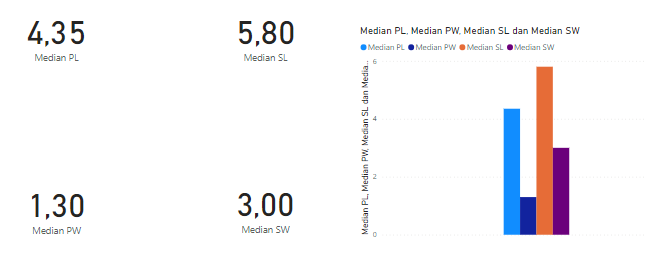 4,35
Median PL
5,80
Median SL
1,30
Median PW
3,00
Median SW
Median PL, Median PW, Median SL dan Median SW
Median PL Median PW Median SL Median SW
Median PL, Median PW, Median SL dan Media...
6
4
2
0